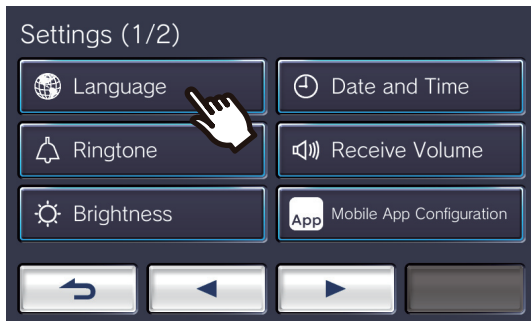 Settings (1/2)
Language
Date and Time
Ringtone
Receive Volume
Brightness
App
Mobile App Configuration